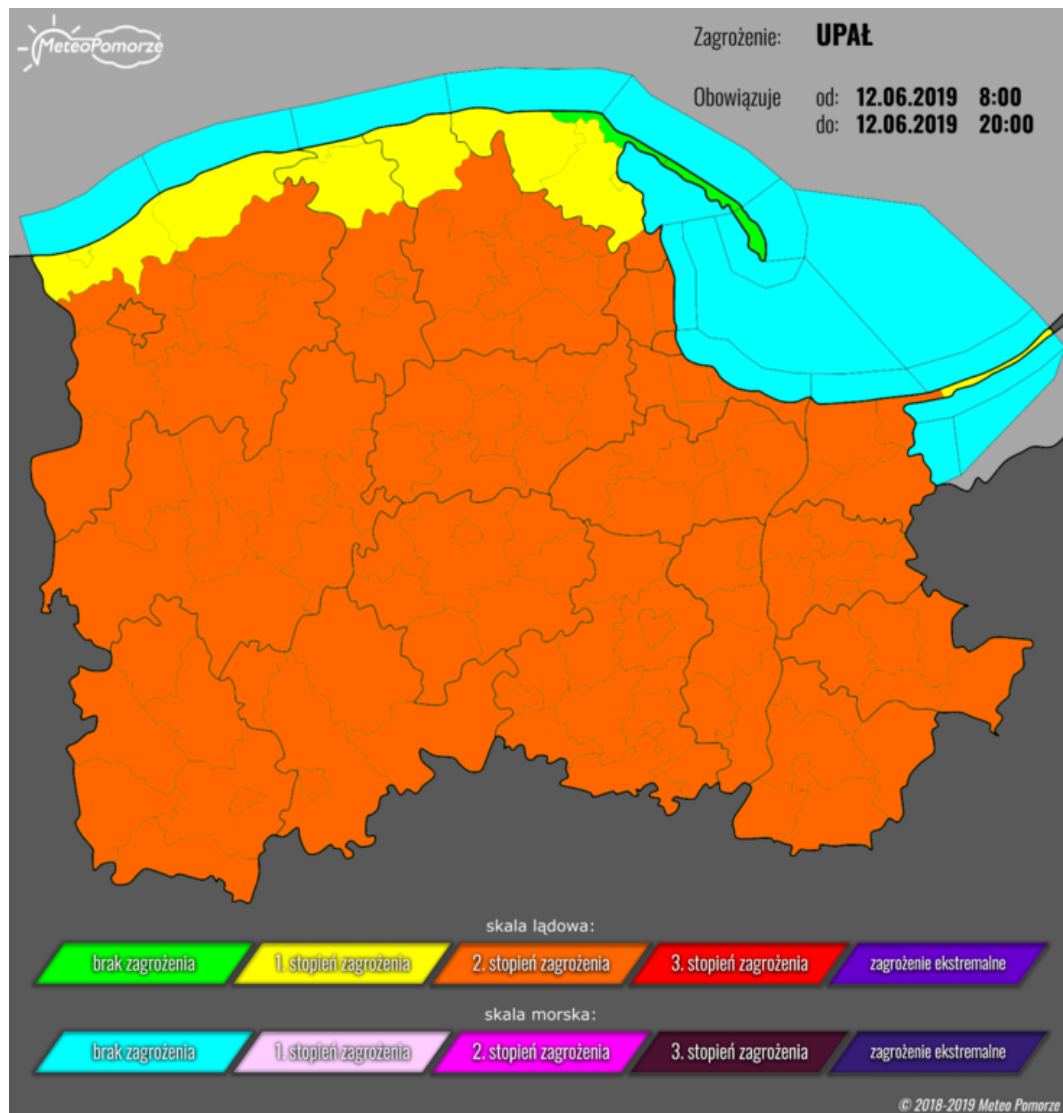 MeteoPomorze
Zagrożenie: UPAŁ
Obowiązuje od: 12.06.2019 8:00
do: 12.06.2019 20:00
skala lądowa:
brak zagrożenia 1. stopień zagrożenia 2. stopień zagrożenia 3. stopień zagrożenia zagrożenie ekstremalne
skala morska:
brak zagrożenia 1. stopień zagrożenia 2. stopień zagrożenia 3. stopień zagrożenia zagrożenie ekstremalne
© 2018-2019 Meteo Pomorze